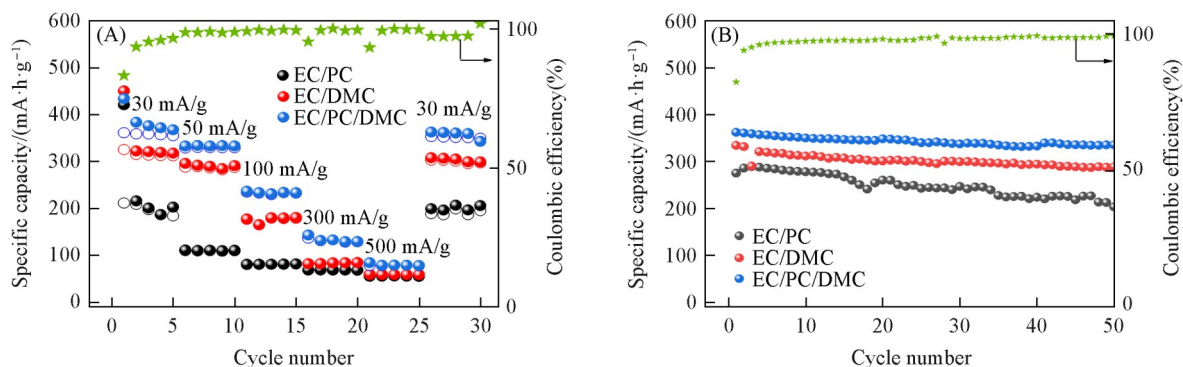 (A)
Specific capacity/(mA·h·g⁻¹)
600
500
400
300
200
100
0
30 mA/g
50 mA/g
100 mA/g
300 mA/g
500 mA/g
30 mA/g
EC/PC
EC/DMC
EC/PC/DMC
100
50
0
Coulombic efficiency(%)
0 5 10 15 20 25 30
Cycle number
(B)
Specific capacity/(mA·h·g⁻¹)
600
500
400
300
200
100
0
EC/PC
EC/DMC
EC/PC/DMC
100
50
0
Coulombic efficiency(%)
0 10 20 30 40 50
Cycle number